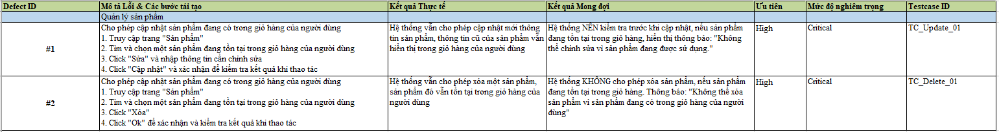 Defect ID Mô tả Lỗi & Các bước tái tạo Kết quả Thực tế Kết quả Mong đợi Ưu tiên Mức độ nghiêm trọng Testcase ID
Quản lý sản phẩm
#1
Cho phép cập nhật sản phẩm đang có trong giỏ hàng của người dùng
1. Truy cập trang "Sản phẩm"
2. Tìm và chọn một sản phẩm đang tồn tại trong giỏ hàng của người dùng
3. Click "Sửa" và nhập thông tin cần chỉnh sửa
4. Click "Cập nhật" và xác nhận để kiểm tra kết quả khi thao tác
Hệ thống vẫn cho phép cập nhật mới thông
tin sản phẩm, thông tin cũ của sản phẩm vẫn
hiển thị trong giỏ hàng của người dùng
Hệ thống NÊN kiểm tra trước khi cập nhật, nếu sản phẩm
đang tồn tại trong giỏ hàng, hiển thị thông báo: "Không
thể chỉnh sửa vì sản phẩm đang được sử dụng."
High
Critical
TC_Update_01
#2
Cho phép cập nhật sản phẩm đang có trong giỏ hàng của người dùng
1. Truy cập trang "Sản phẩm"
2. Tìm và chọn một sản phẩm đang tồn tại trong giỏ hàng của người dùng
3. Click "Xóa"
4. Click "Ok" để xác nhận và kiểm tra kết quả khi thao tác
Hệ thống vẫn cho phép xóa một sản phẩm,
sản phẩm đó vẫn tồn tại trong giỏ hàng của
người dùng
Hệ thống KHÔNG cho phép xóa sản phẩm, nếu sản phẩm
đang tồn tại trong giỏ hàng. Thông báo: "Không thể xóa
sản phẩm vì sản phẩm đang có trong giỏ hàng của người
dùng"
High
Critical
TC_Delete_01